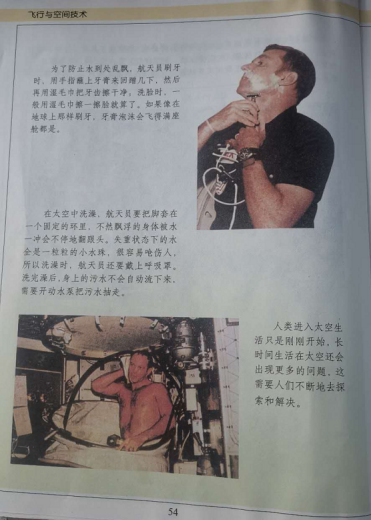 飞行与空间技术
为了防止水到处乱飘，航天员刷牙
时，用手指蘸上牙膏来回蹭几下，然后
再用湿毛巾把牙齿擦干净。洗脸时，一
般用湿毛巾擦一擦脸就算了。如果像在
地球上那样刷牙，牙膏泡沫会飞得满座
舱都是。
在太空中洗澡，航天员要把脚套在
一个固定的环里，不然飘浮的身体被水
一冲会不停地翻跟头。失重状态下的水
全是一粒粒的小水珠，很容易呛伤人，
所以洗澡时，航天员还要戴上呼吸罩。
洗完澡后，身上的污水不会自动流下来，
需要开动水泵把污水抽走。
人类进入太空生
活只是刚刚开始，长
时间生活在太空还会
出现更多的问题，这
需要人们不断地去探
索和解决。
54